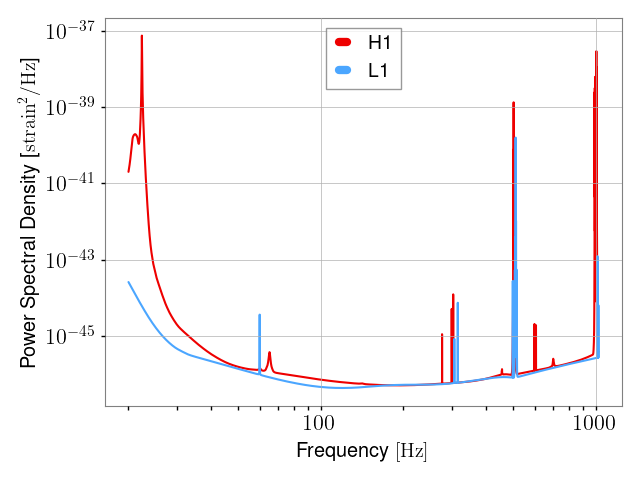 Power Spectral Density [strain²/Hz]
10⁻³⁷
10⁻³⁹
10⁻⁴¹
10⁻⁴³
10⁻⁴⁵
H1
L1
100
1000
Frequency [Hz]